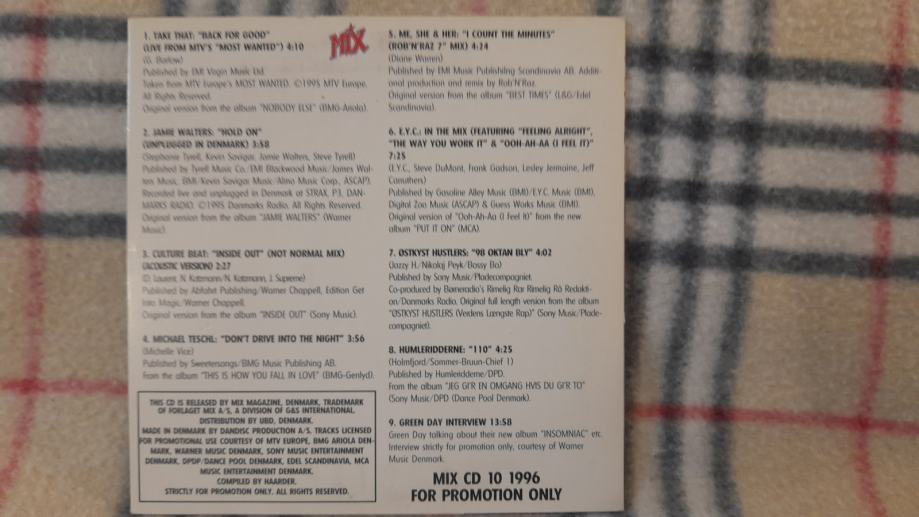 1. TAKE THAT: "BACK FOR GOOD"
(LIVE FROM MTV'S "MOST WANTED") 4:10
(G. Barlow)
Published by EMI Virgin Music Ltd.
Taken from MTV Europe's MOST WANTED. ©1995 MTV Europe.
All Rights Reserved.
Original version from the album "NOBODY ELSE" (BMG-Ariola).
MIX
2. JAMIE WALTERS: "HOLD ON"
(UNPLUGGED IN DENMARK) 3:58
(Stephanie Tyrell, Kevin Savigar, Jamie Walters, Steve Tyrell)
Published by Tyrell Music Co./EMI Blackwood Music/James Wal-
ters Music, BMI/Kevin Savigar Music/Almo Music Corp., ASCAP).
Recorded live and unplugged in Denmark at STRAX, P3, DAN-
MARKS RADIO. ©1995 Danmarks Radio. All Rights Reserved.
Original version from the album "JAMIE WALTERS" (Warner
Music).
3. CULTURE BEAT: "INSIDE OUT" (NOT NORMAL MIX)
(ACOUSTIC VERSION) 2:27
(D. Laurent, N. Katzmann/N. Katzmann, J. Supreme)
Published by Abfahrt Publishing/Warner Chappell, Edition Get
Into Magic/Warner Chappell.
Original version from the album "INSIDE OUT" (Sony Music).
4. MICHAEL TESCHL: "DON'T DRIVE INTO THE NIGHT" 3:56
(Michelle Vice)
Published by Sweetersongs/BMG Music Publishing AB.
From the album "THIS IS HOW YOU FALL IN LOVE" (BMG-Genlyd).
THIS CD IS RELEASED BY MIX MAGAZINE, DENMARK, TRADEMARK
OF FORLAGET MIX A/S, A DIVISION OF G&S INTERNATIONAL.
DISTRIBUTION BY UBD, DENMARK.
MADE IN DENMARK BY DANDISC PRODUCTION A/S. TRACKS LICENSED
FOR PROMOTIONAL USE COURTESY OF MTV EUROPE, BMG ARIOLA DEN-
MARK, WARNER MUSIC DENMARK, SONY MUSIC ENTERTAINMENT
DENMARK, DPDP/DANCE POOL DENMARK, EDEL SCANDINAVIA, MCA
MUSIC ENTERTAINMENT DENMARK.
COMPILED BY HAARDER.
STRICTLY FOR PROMOTION ONLY. ALL RIGHTS RESERVED.
5. ME, SHE & HER: "I COUNT THE MINUTES"
(ROB'N'RAZ 7" MIX) 4:24
(Diane Warren)
Published by EMI Music Publishing Scandinavia AB. Additi-
onal production and remix by Rob'N'Raz.
Original version from the album "BEST TIMES" (L&G/Edel
Scandinavia).
6. E.Y.C.: IN THE MIX (FEATURING "FEELING ALRIGHT",
"THE WAY YOU WORK IT" & "OOH-AH-AA (I FEEL IT)"
7:25
(E.Y.C., Steve DuMont, Frank Gadson, Lesley Jermaine, Jeff
Carruthers)
Published by Gasoline Alley Music (BMI)/E.Y.C. Music (BMI),
Digital Zoo Music (ASCAP) & Guess Works Music (BMI).
Original version of "Ooh-Ah-Aa (I Feel It)" from the new
album "PUT IT ON" (MCA).
7. ØSTKYST HUSTLERS: "98 OKTAN BLY" 4:02
(Jazzy H./Nikolaj Peyk/Bossy Bo)
Published by Sony Music/Pladecompagniet.
Co-produced by Børneradio's Rimelig Rar Rimelig Rå Redakti-
on/Danmarks Radio. Original full length version from the album
"ØSTKYST HUSTLERS (Verdens Længste Rap)" (Sony Music/Plade-
compagniet).
8. HUMLERIDDERNE: "110" 4:25
(Holmfjord/Sommer-Bruun-Chief 1)
Published by Humleridderne/DPD.
From the album "JEG GI'R EN OMGANG HVIS DU GI'R TO"
(Sony Music/DPD (Dance Pool Denmark).
9. GREEN DAY INTERVIEW 13:58
Green Day talking about their new album "INSOMNIAC" etc.
Interview strictly for promotion only, courtesy of Warner
Music Denmark.
MIX CD 10 1996
FOR PROMOTION ONLY